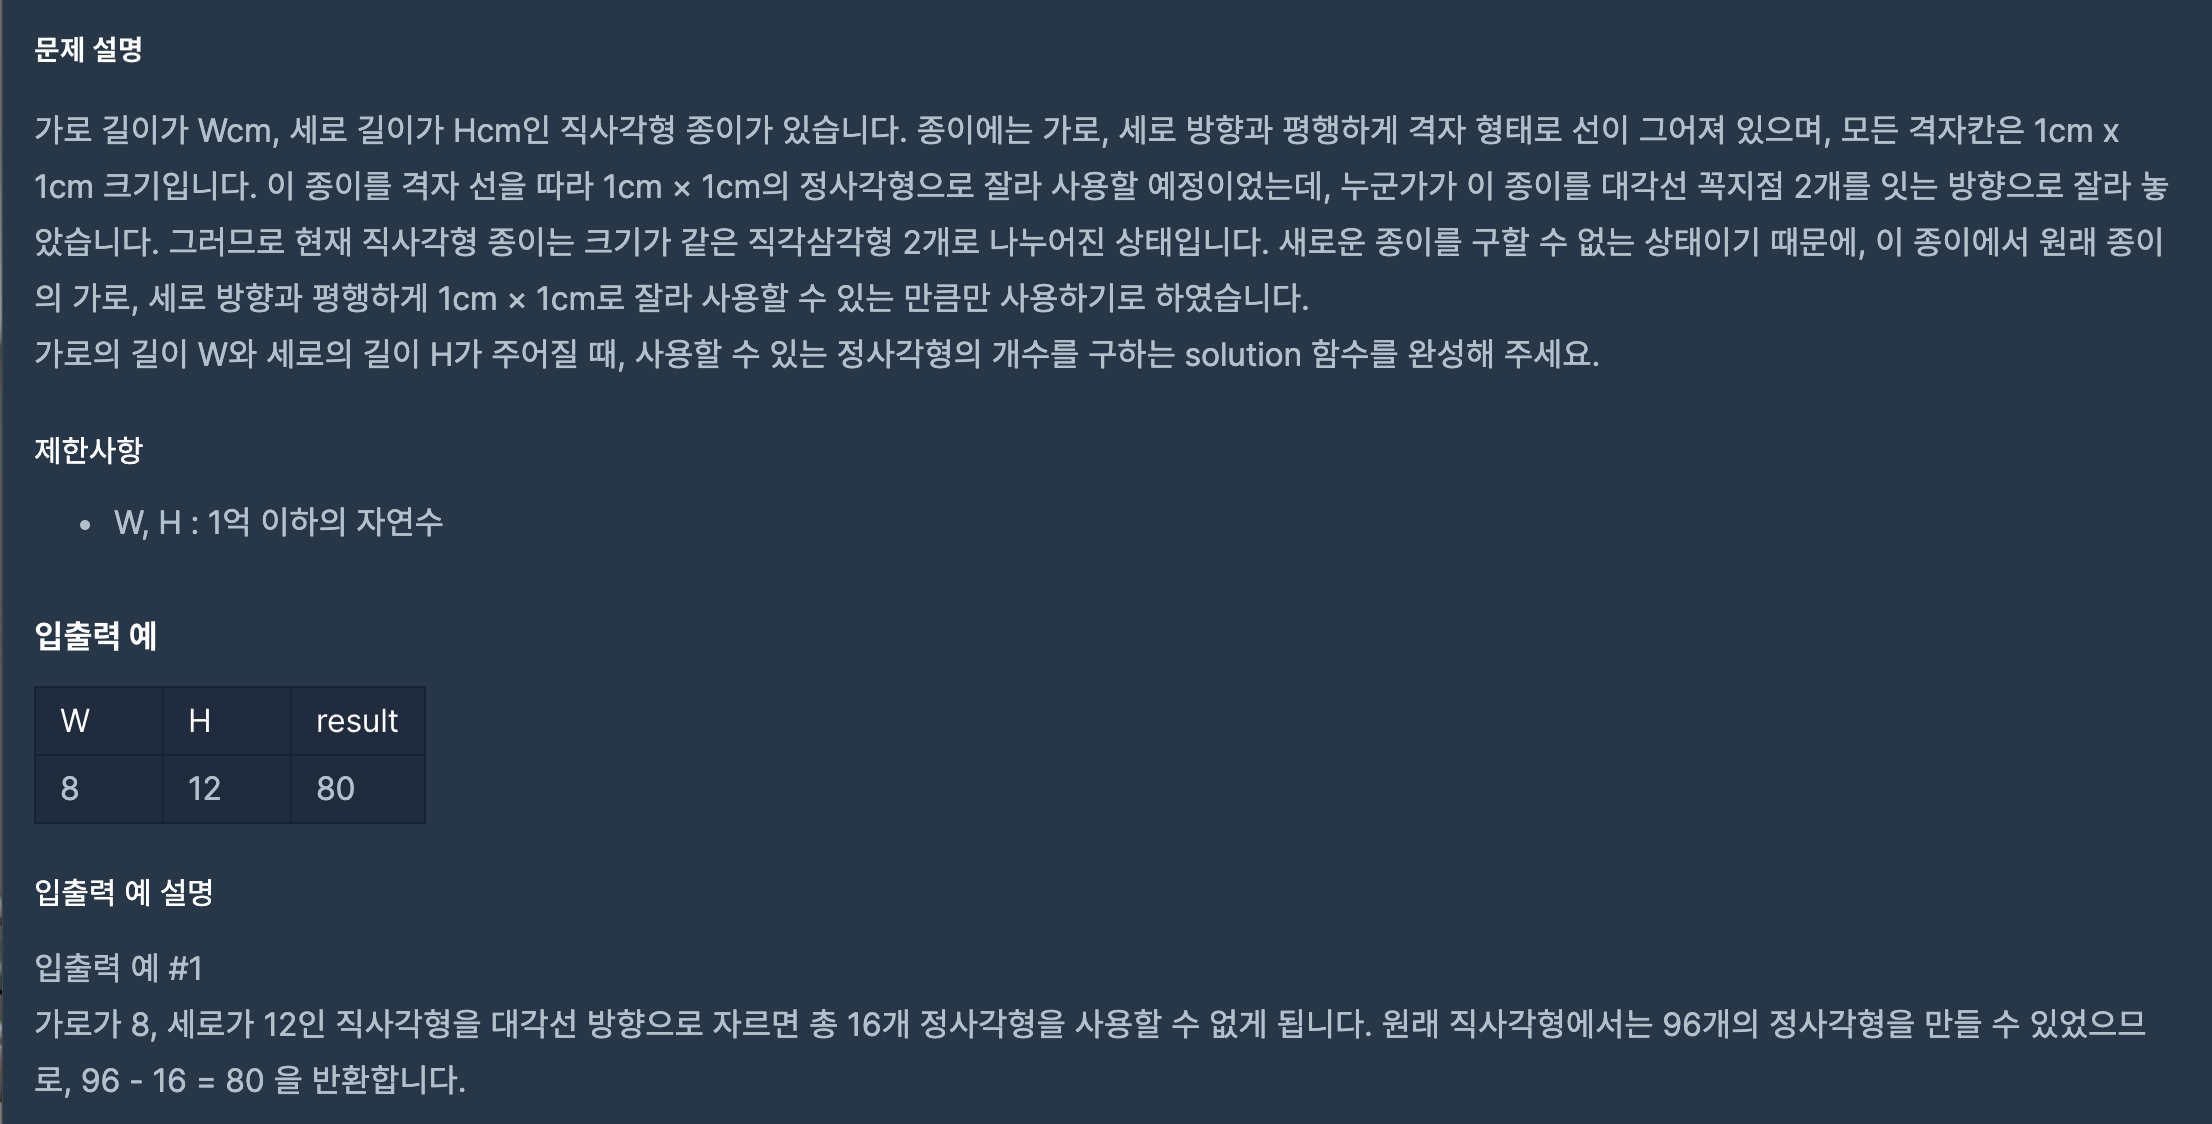 문제 설명
가로 길이가 Wcm, 세로 길이가 Hcm인 직사각형 종이가 있습니다. 종이에는 가로, 세로 방향과 평행하게 격자 형태로 선이 그어져 있으며, 모든 격자칸은 1cm x
1cm 크기입니다. 이 종이를 격자 선을 따라 1cm × 1cm의 정사각형으로 잘라 사용할 예정이었는데, 누군가가 이 종이를 대각선 꼭지점 2개를 잇는 방향으로 잘라 놓
았습니다. 그러므로 현재 직사각형 종이는 크기가 같은 직각삼각형 2개로 나누어진 상태입니다. 새로운 종이를 구할 수 없는 상태이기 때문에, 이 종이에서 원래 종이
의 가로, 세로 방향과 평행하게 1cm × 1cm로 잘라 사용할 수 있는 만큼만 사용하기로 하였습니다.
가로의 길이 W와 세로의 길이 H가 주어질 때, 사용할 수 있는 정사각형의 개수를 구하는 solution 함수를 완성해 주세요.
제한사항
• W, H : 1억 이하의 자연수
입출력 예
W H result
8 12 80
입출력 예 설명
입출력 예 #1
가로가 8, 세로가 12인 직사각형을 대각선 방향으로 자르면 총 16개 정사각형을 사용할 수 없게 됩니다. 원래 직사각형에서는 96개의 정사각형을 만들 수 있었으므
로, 96 - 16 = 80 을 반환합니다.